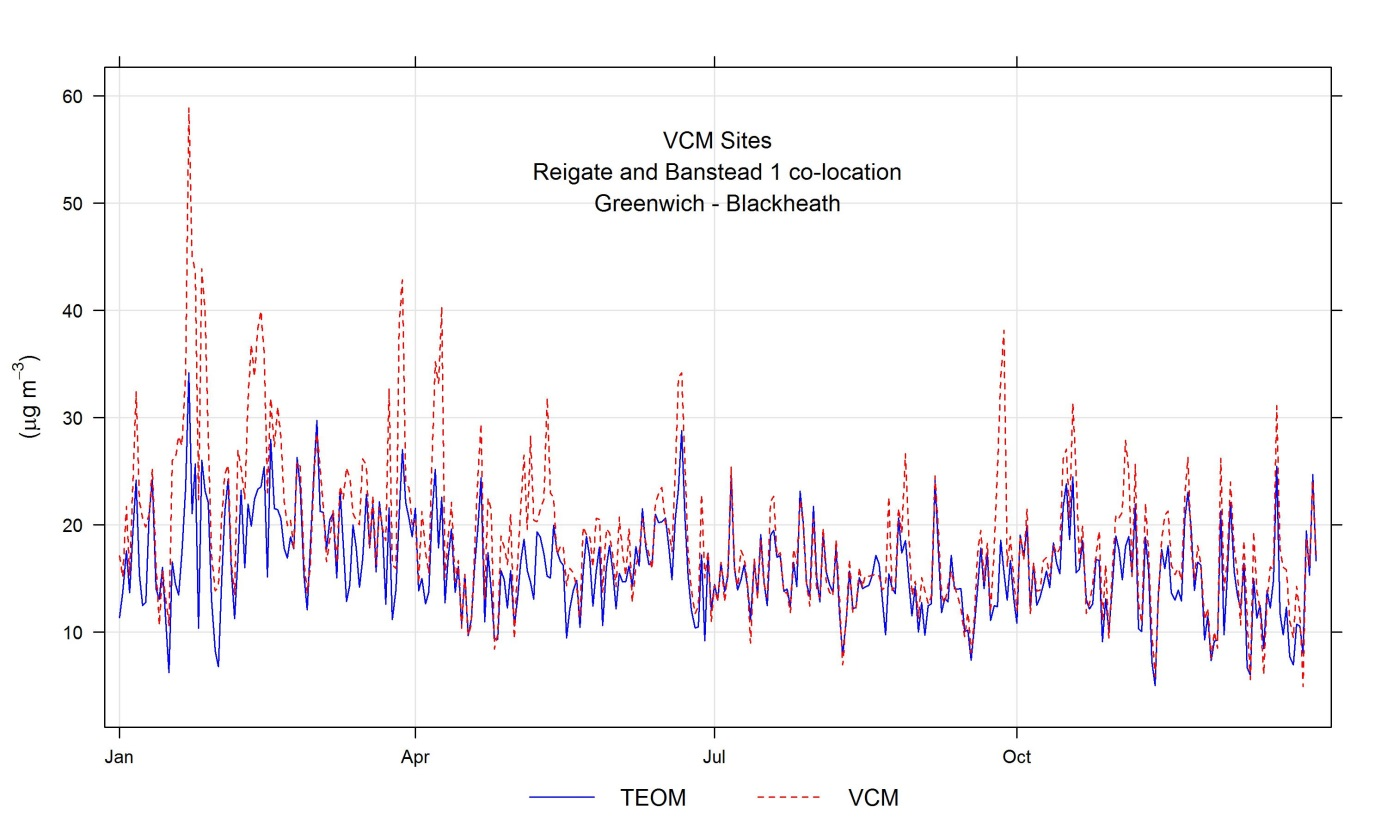 60
VCM Sites
Reigate and Banstead 1 co-location
Greenwich - Blackheath
50
40
(µg m⁻³)
30
20
10
Jan Apr Jul Oct
TEOM VCM